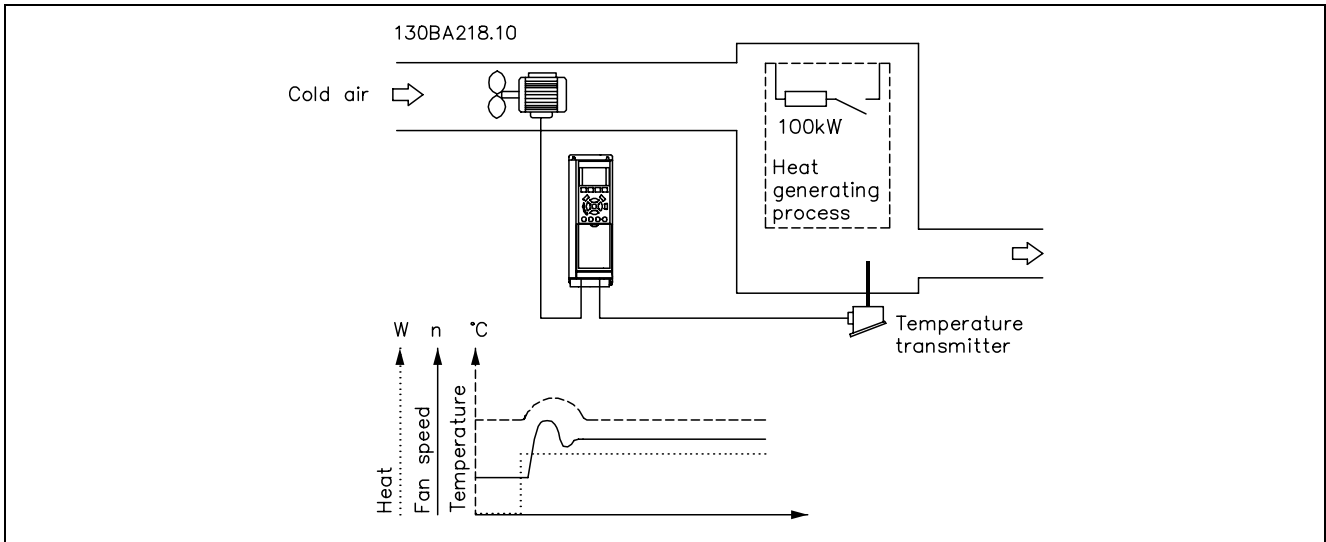 130BA218.10
Cold air
100kW
Heat
generating
process
Temperature
transmitter
W n °C
Heat
Fan speed
Temperature